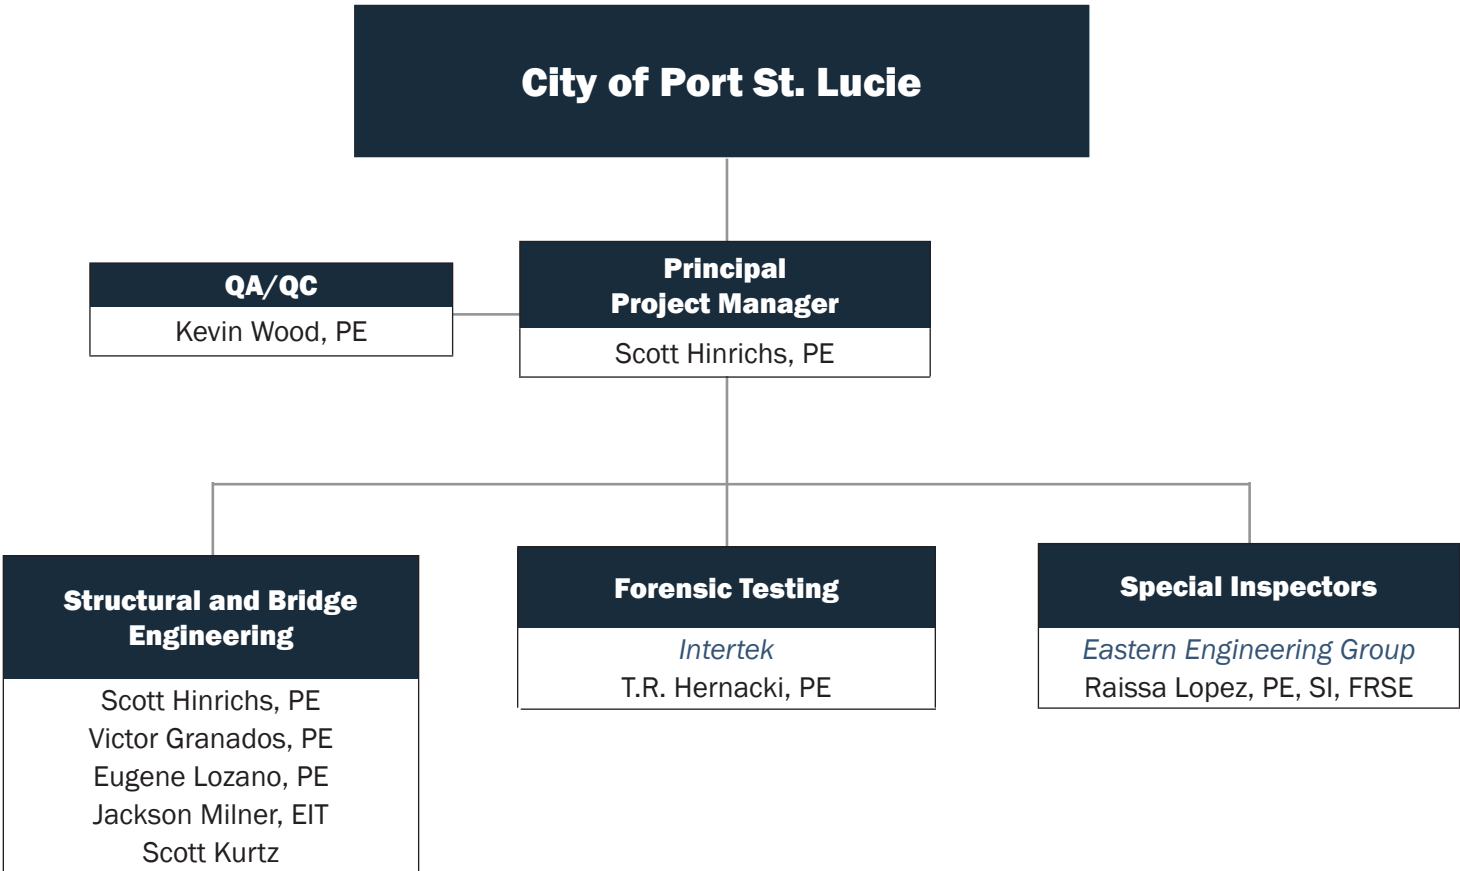 City of Port St. Lucie
QA/QC
Kevin Wood, PE
Principal
Project Manager
Scott Hinrichs, PE
Structural and Bridge
Engineering
Scott Hinrichs, PE
Victor Granados, PE
Eugene Lozano, PE
Jackson Milner, EIT
Scott Kurtz
Forensic Testing
Intertek
T.R. Hernacki, PE
Special Inspectors
Eastern Engineering Group
Raissa Lopez, PE, SI, FRSE